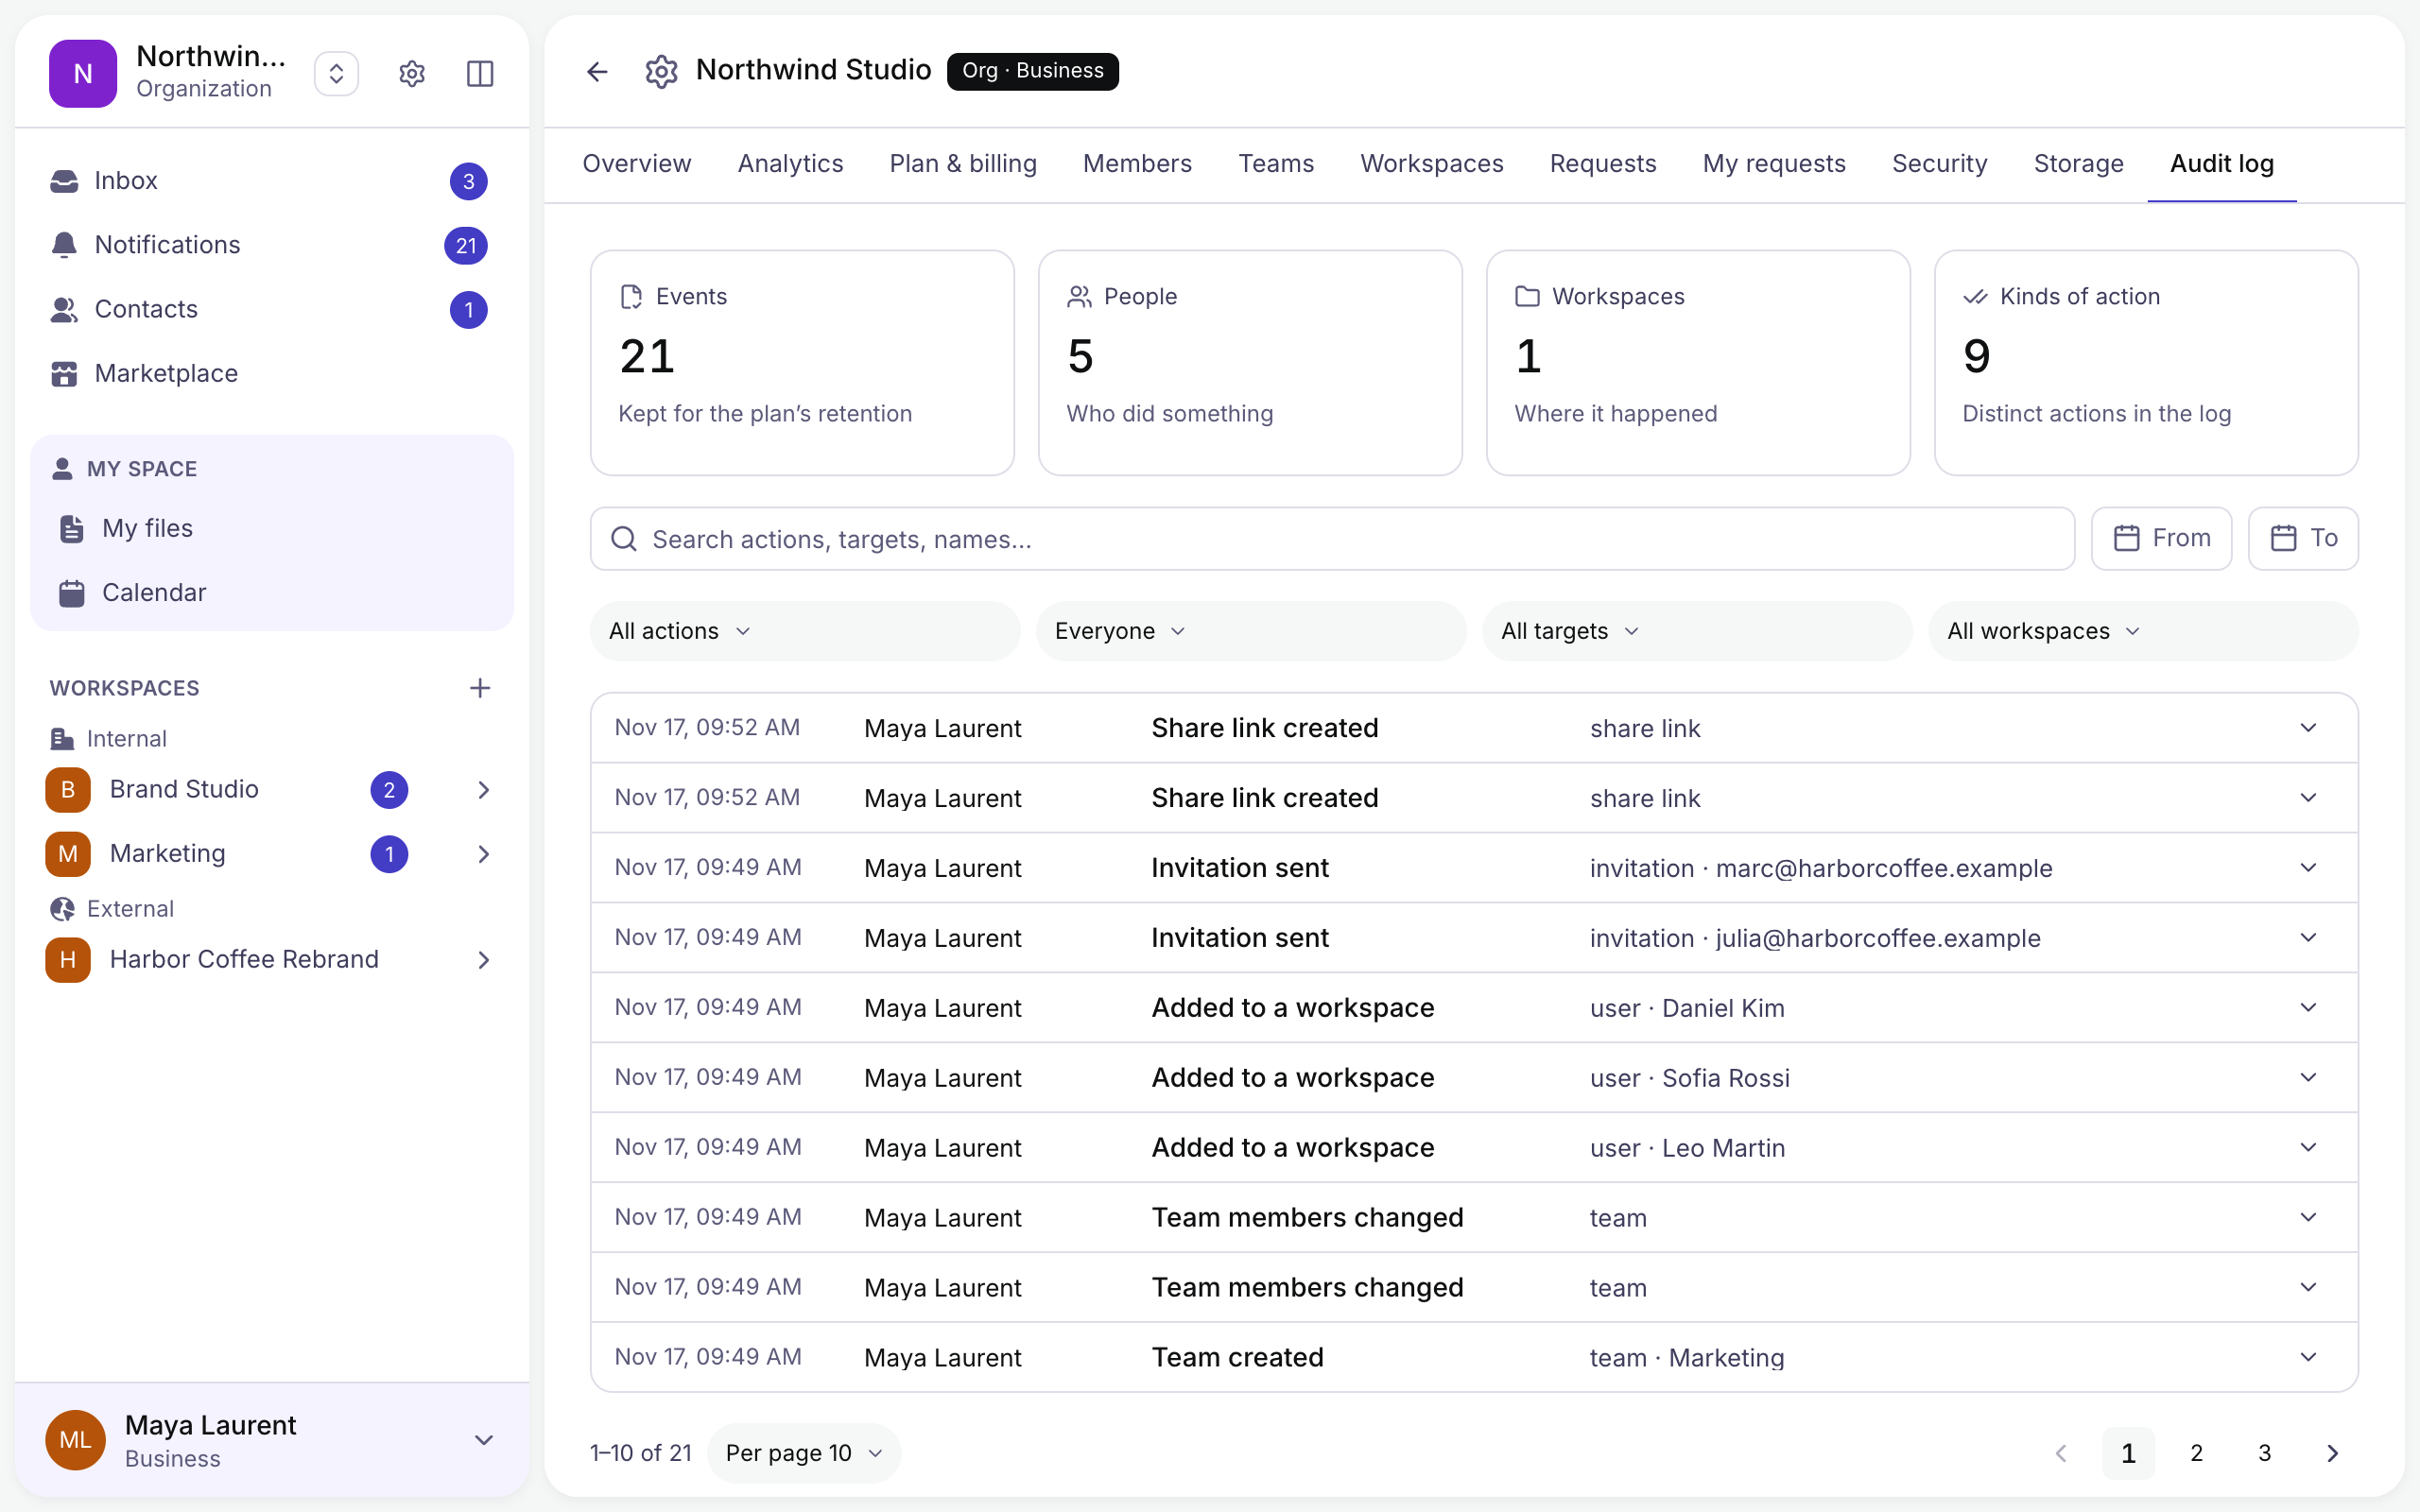 N
Northwin...
Organization
Inbox 3
Notifications 21
Contacts 1
Marketplace
MY SPACE
My files
Calendar
WORKSPACES
Internal
B Brand Studio 2
M Marketing 1
External
H Harbor Coffee Rebrand
ML Maya Laurent
Business
Northwind Studio Org · Business
Overview Analytics Plan & billing Members Teams Workspaces Requests My requests Security Storage Audit log
Events
21
Kept for the plan’s retention
People
5
Who did something
Workspaces
1
Where it happened
Kinds of action
9
Distinct actions in the log
Search actions, targets, names... From To
All actions Everyone All targets All workspaces
Nov 17, 09:52 AM Maya Laurent Share link created share link
Nov 17, 09:52 AM Maya Laurent Share link created share link
Nov 17, 09:49 AM Maya Laurent Invitation sent invitation · marc@harborcoffee.example
Nov 17, 09:49 AM Maya Laurent Invitation sent invitation · julia@harborcoffee.example
Nov 17, 09:49 AM Maya Laurent Added to a workspace user · Daniel Kim
Nov 17, 09:49 AM Maya Laurent Added to a workspace user · Sofia Rossi
Nov 17, 09:49 AM Maya Laurent Added to a workspace user · Leo Martin
Nov 17, 09:49 AM Maya Laurent Team members changed team
Nov 17, 09:49 AM Maya Laurent Team members changed team
Nov 17, 09:49 AM Maya Laurent Team created team · Marketing
1–10 of 21 Per page 10 1 2 3